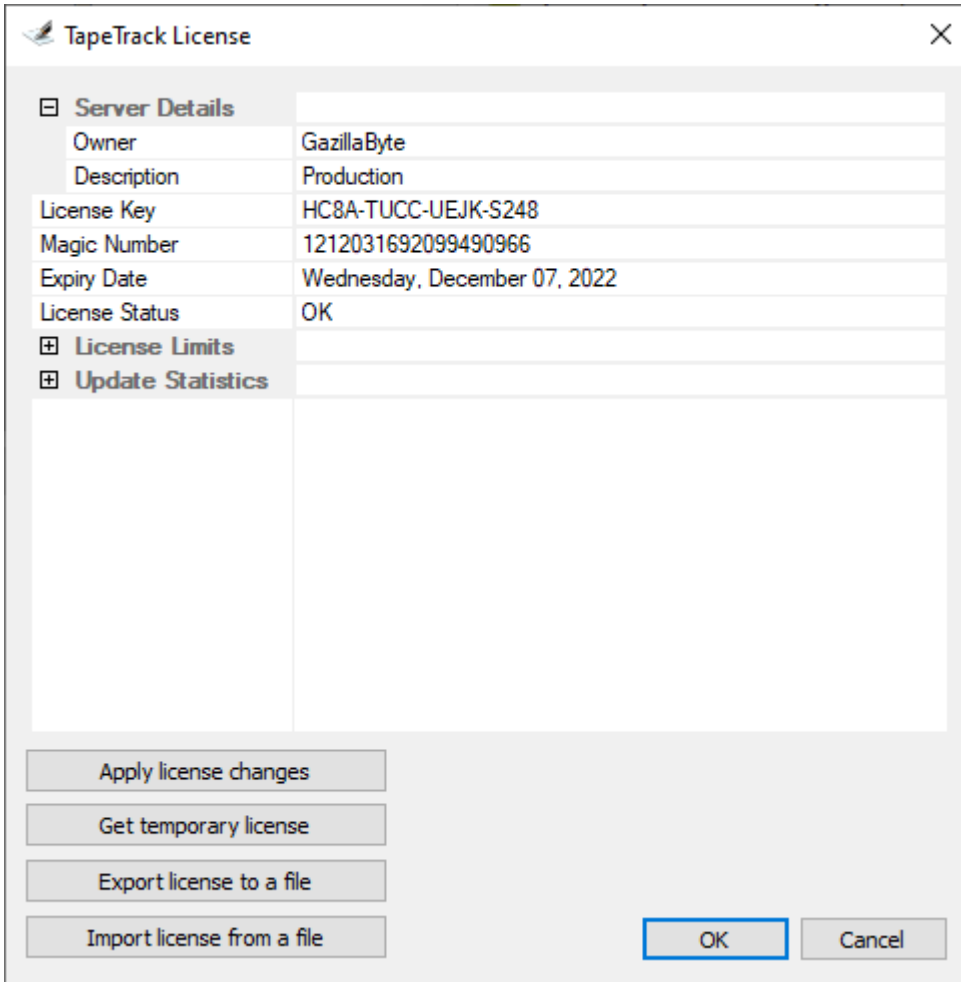 TapeTrack License
Server Details
Owner GazillaByte
Description Production
License Key HC8A-TUCC-UEJK-S248
Magic Number 1212031692099490966
Expiry Date Wednesday, December 07, 2022
License Status OK
License Limits
Update Statistics
Apply license changes
Get temporary license
Export license to a file
Import license from a file
OK Cancel